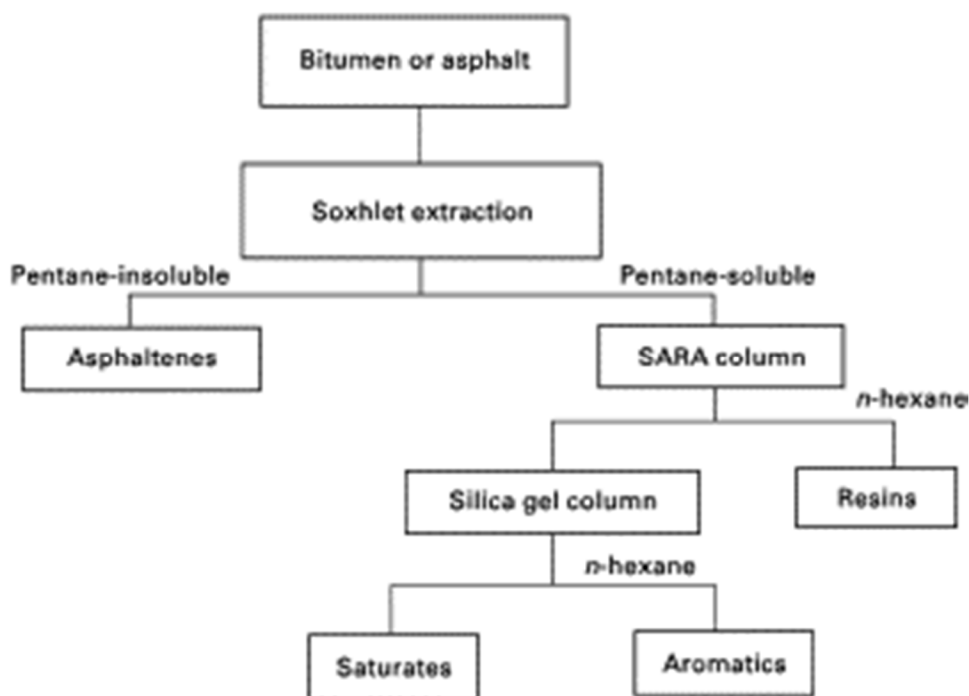 Bitumen or asphalt
Soxhlet extraction
Pentane-insoluble
Pentane-soluble
Asphaltenes
SARA column
n-hexane
Silica gel column
Resins
n-hexane
Saturates
Aromatics